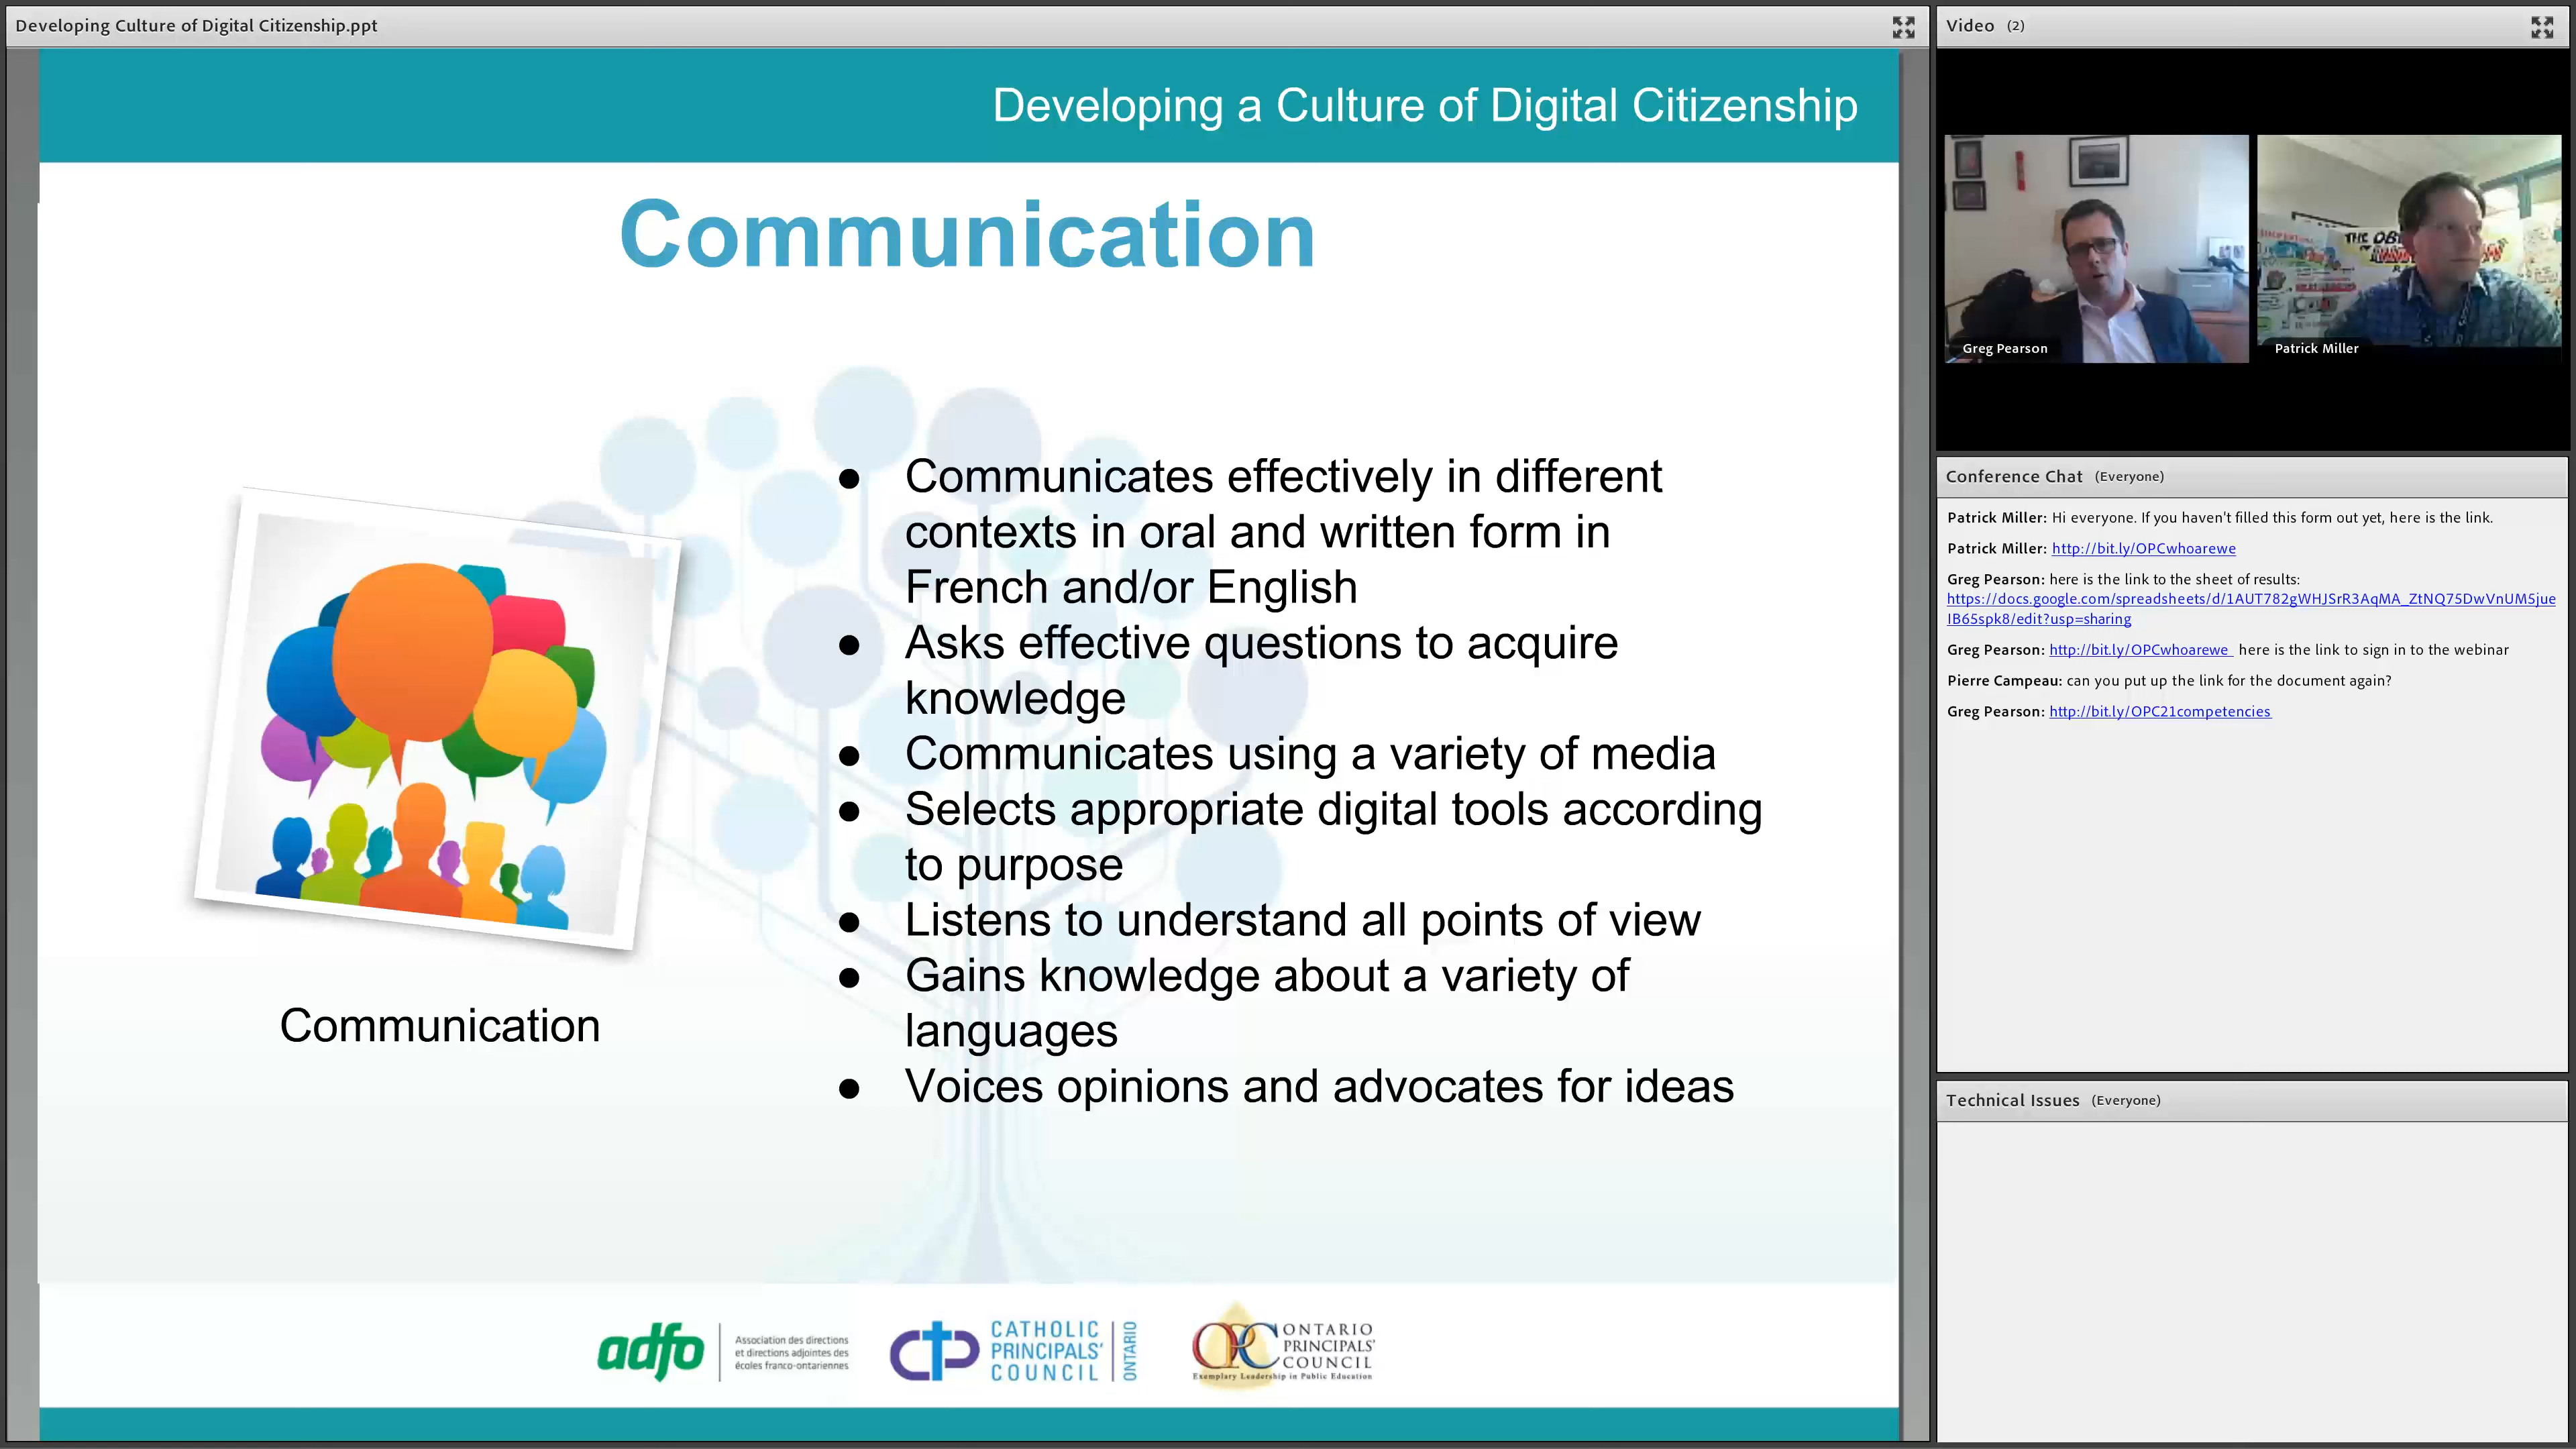 Developing Culture of Digital Citizenship.ppt
Developing a Culture of Digital Citizenship
Communication
Communication
● Communicates effectively in different
contexts in oral and written form in
French and/or English
● Asks effective questions to acquire
knowledge
● Communicates using a variety of media
● Selects appropriate digital tools according
to purpose
● Listens to understand all points of view
● Gains knowledge about a variety of
languages
● Voices opinions and advocates for ideas
adfo
Association des directions
et directions adjointes des
écoles franco-ontariennes
CATHOLIC
PRINCIPALS'
COUNCIL
ONTARIO
OPC
ONTARIO
PRINCIPALS'
COUNCIL
Exemplary Leadership in Public Education
Video (2)
THE OB
Greg Pearson
Patrick Miller
Conference Chat (Everyone)
Patrick Miller: Hi everyone. If you haven't filled this form out yet, here is the link.
Patrick Miller: http://bit.ly/OPCwhoarewe
Greg Pearson: here is the link to the sheet of results:
https://docs.google.com/spreadsheets/d/1AUT782gWHJSrR3AqMA_ZtNQ75DwVnUM5jue
IB65spk8/edit?usp=sharing
Greg Pearson: http://bit.ly/OPCwhoarewe here is the link to sign in to the webinar
Pierre Campeau: can you put up the link for the document again?
Greg Pearson: http://bit.ly/OPC21competencies
Technical Issues (Everyone)